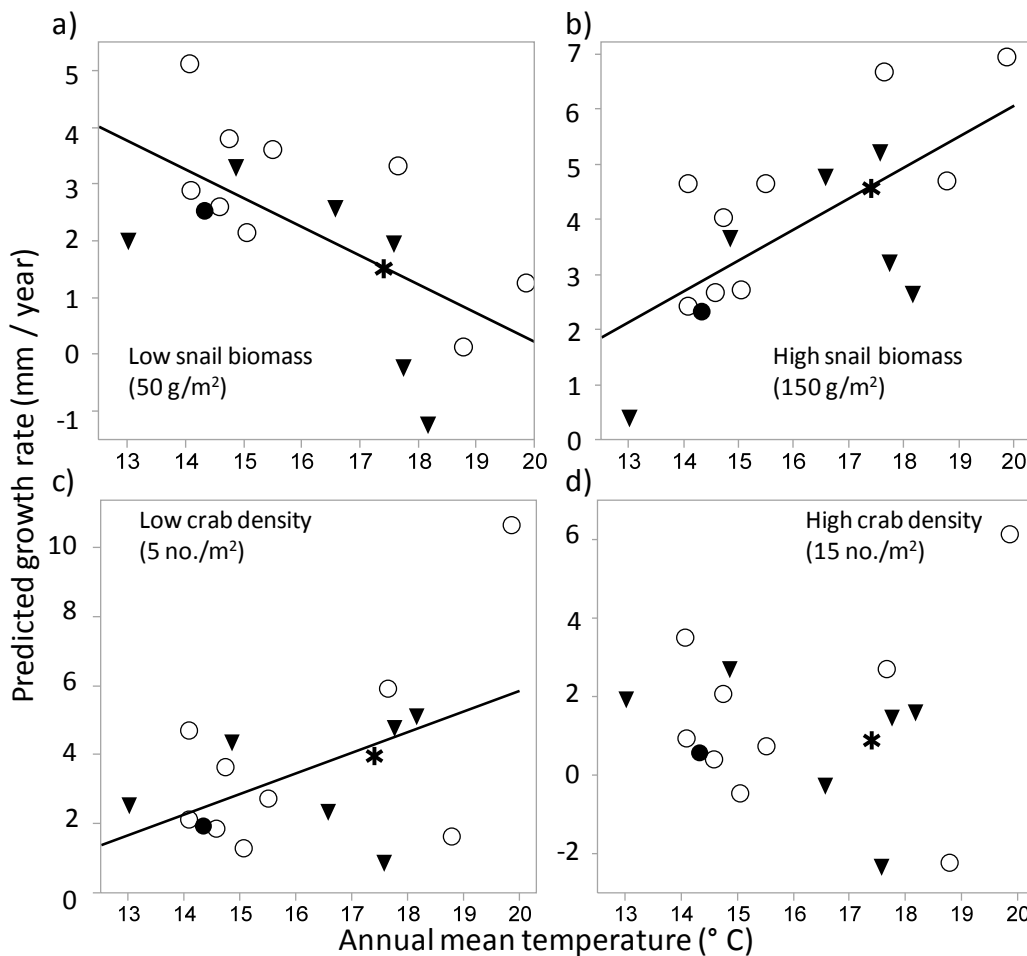 a)
5
4
3
2
1
0
-1
Low snail biomass
(50 g/m²)
13 14 15 16 17 18 19 20
b)
7
6
5
4
3
2
1
0
High snail biomass
(150 g/m²)
13 14 15 16 17 18 19 20
c)
10
8
6
4
2
0
Low crab density
(5 no./m²)
13 14 15 16 17 18 19 20
d)
6
4
2
0
-2
High crab density
(15 no./m²)
13 14 15 16 17 18 19 20
Predicted growth rate (mm / year)
Annual mean temperature (° C)